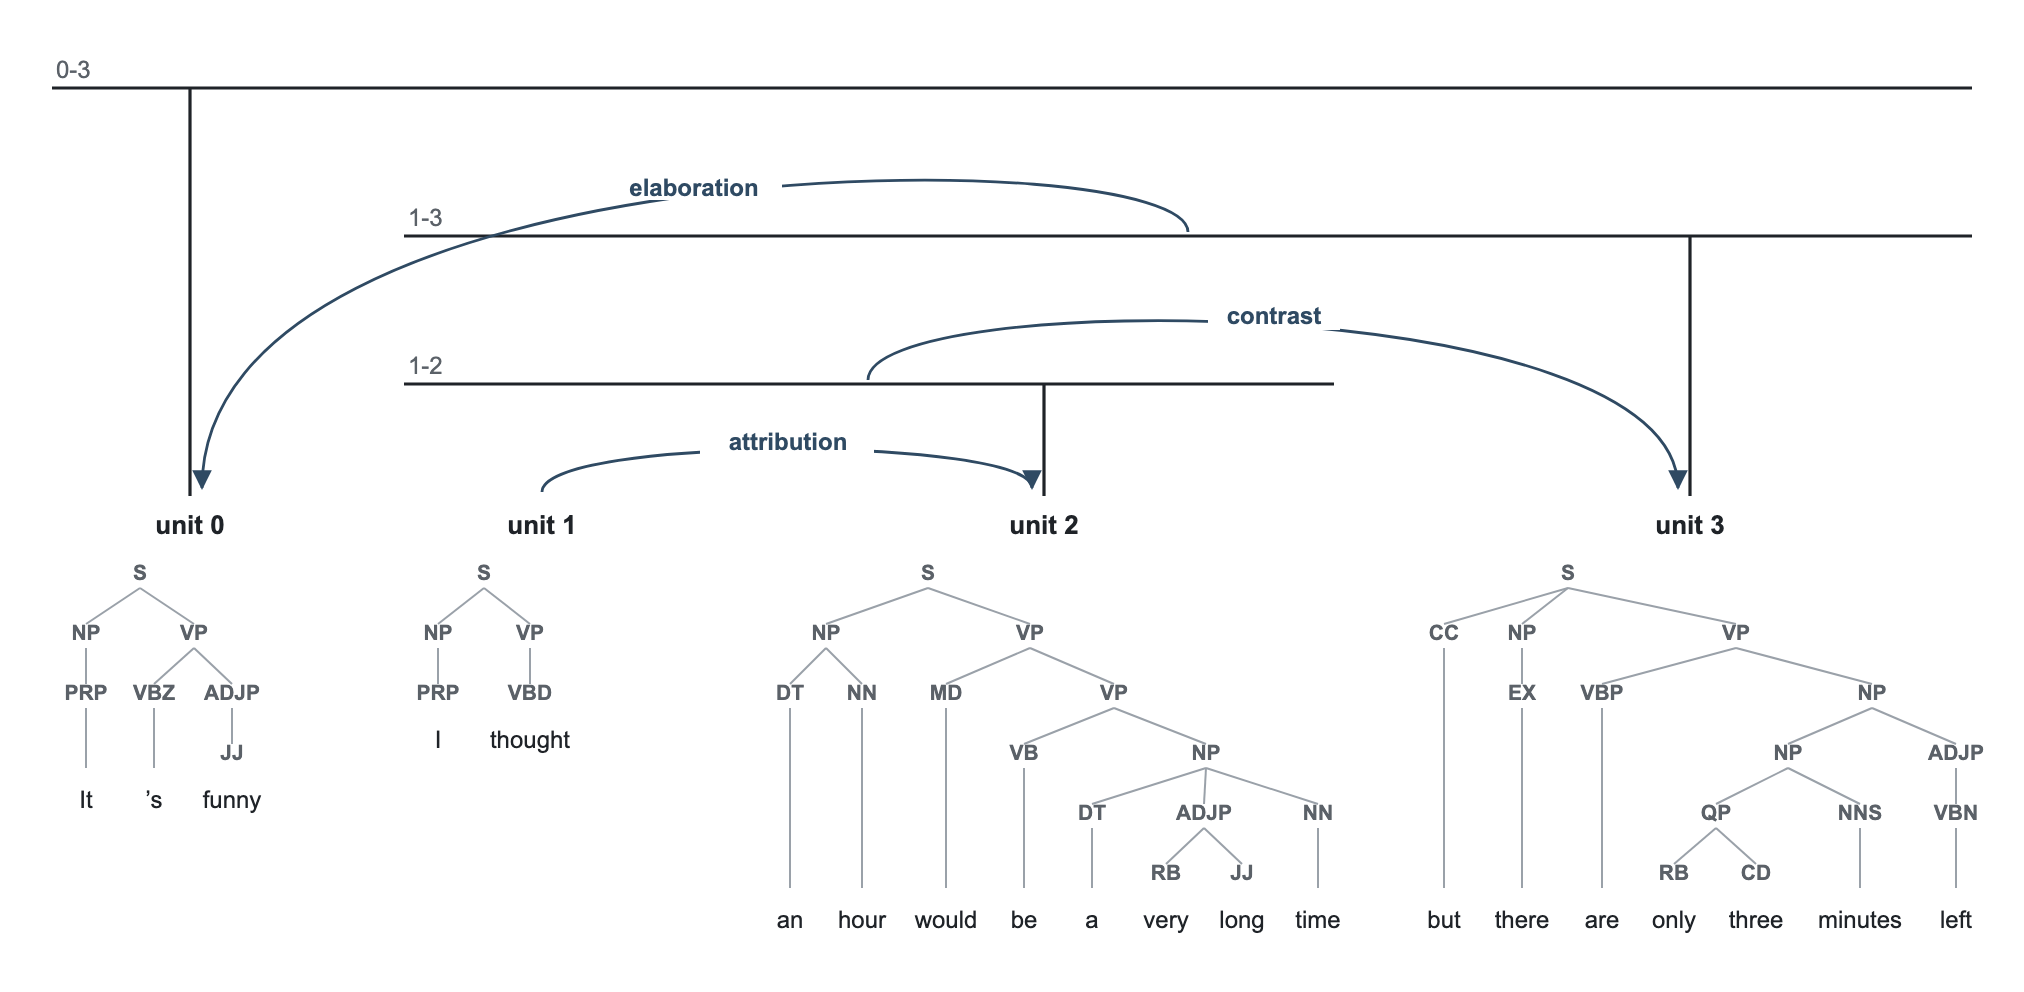 0-3
elaboration
1-3
contrast
1-2
attribution
unit 0 unit 1 unit 2 unit 3
S S S S
NP VP NP VP NP VP CC NP VP
PRP VBZ ADJP PRP VBD DT NN MD VP EX VBP NP
I thought
JJ VB NP NP ADJP
It ’s funny
DT ADJP NN QP NNS VBN
RB JJ RB CD
an hour would be a very long time but there are only three minutes left